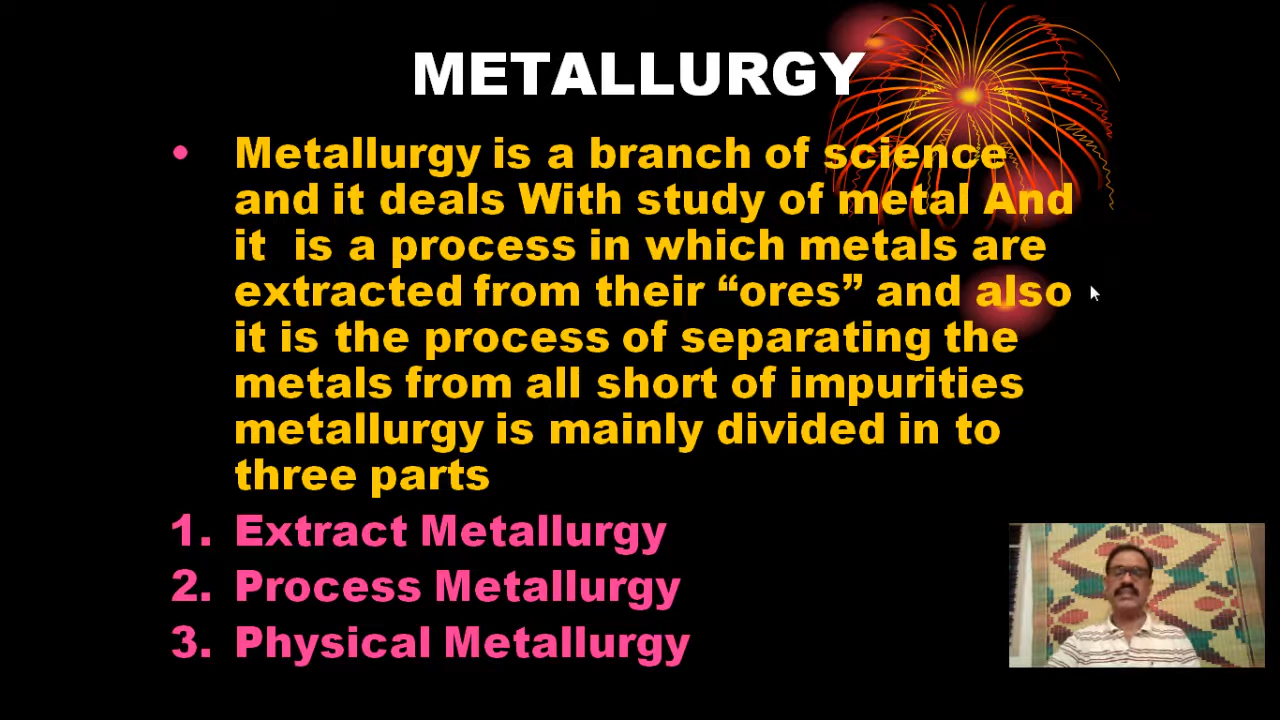 METALLURGY
• Metallurgy is a branch of science
and it deals With study of metal And
it is a process in which metals are
extracted from their “ores” and also
it is the process of separating the
metals from all short of impurities
metallurgy is mainly divided in to
three parts
1. Extract Metallurgy
2. Process Metallurgy
3. Physical Metallurgy